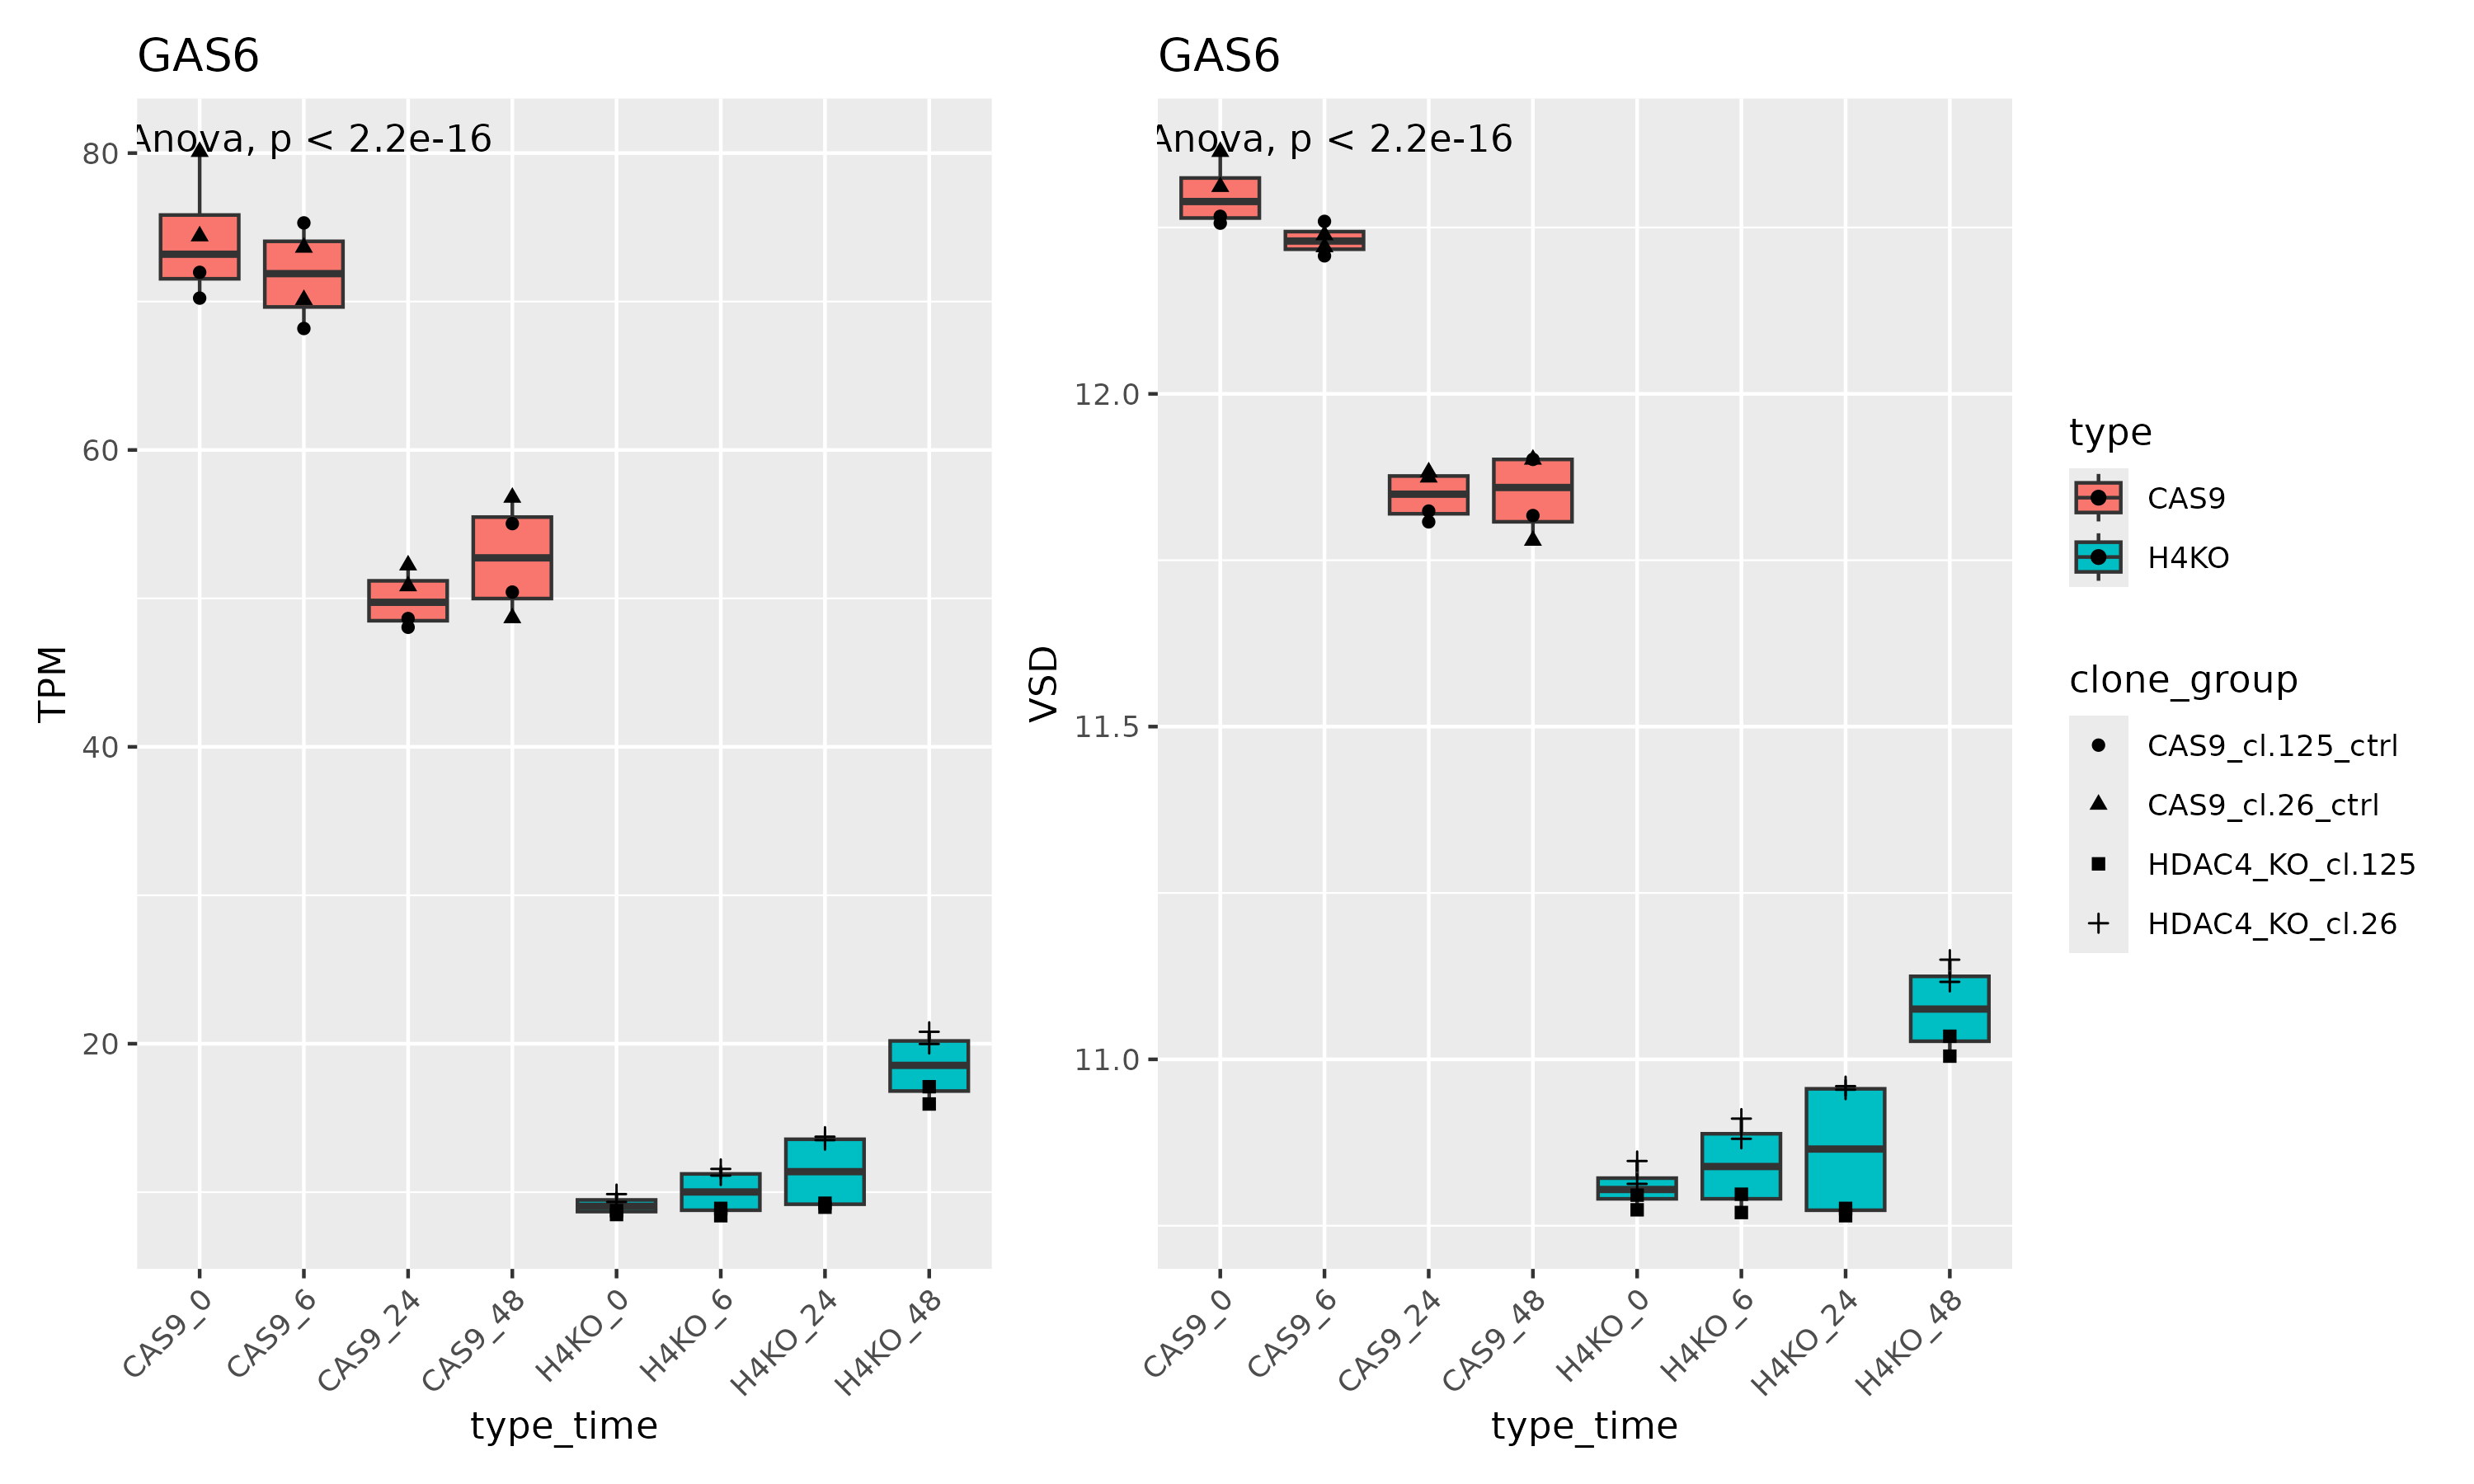 GAS6
Anova, p < 2.2e-16
80
60
40
20
TPM
CAS9_0
CAS9_6
CAS9_24
CAS9_48
H4KO_0
H4KO_6
H4KO_24
H4KO_48
type_time
GAS6
Anova, p < 2.2e-16
12.0
11.5
11.0
VSD
CAS9_0
CAS9_6
CAS9_24
CAS9_48
H4KO_0
H4KO_6
H4KO_24
H4KO_48
type_time
type
CAS9
H4KO
clone_group
CAS9_cl.125_ctrl
CAS9_cl.26_ctrl
HDAC4_KO_cl.125
HDAC4_KO_cl.26